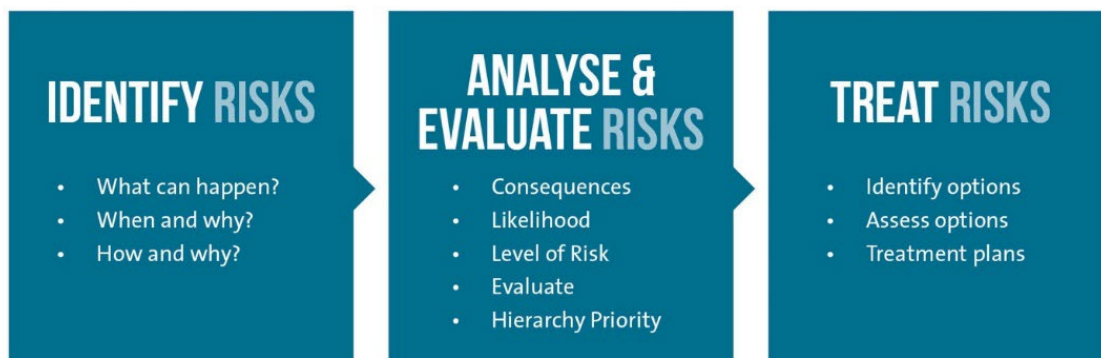 IDENTIFY RISKS
• What can happen?
• When and why?
• How and why?
ANALYSE &
EVALUATE RISKS
• Consequences
• Likelihood
• Level of Risk
• Evaluate
• Hierarchy Priority
TREAT RISKS
• Identify options
• Assess options
• Treatment plans